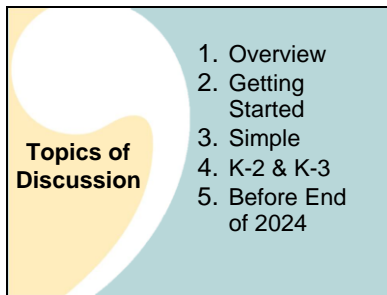 Topics of
Discussion
1. Overview
2. Getting
Started
3. Simple
4. K-2 & K-3
5. Before End
of 2024